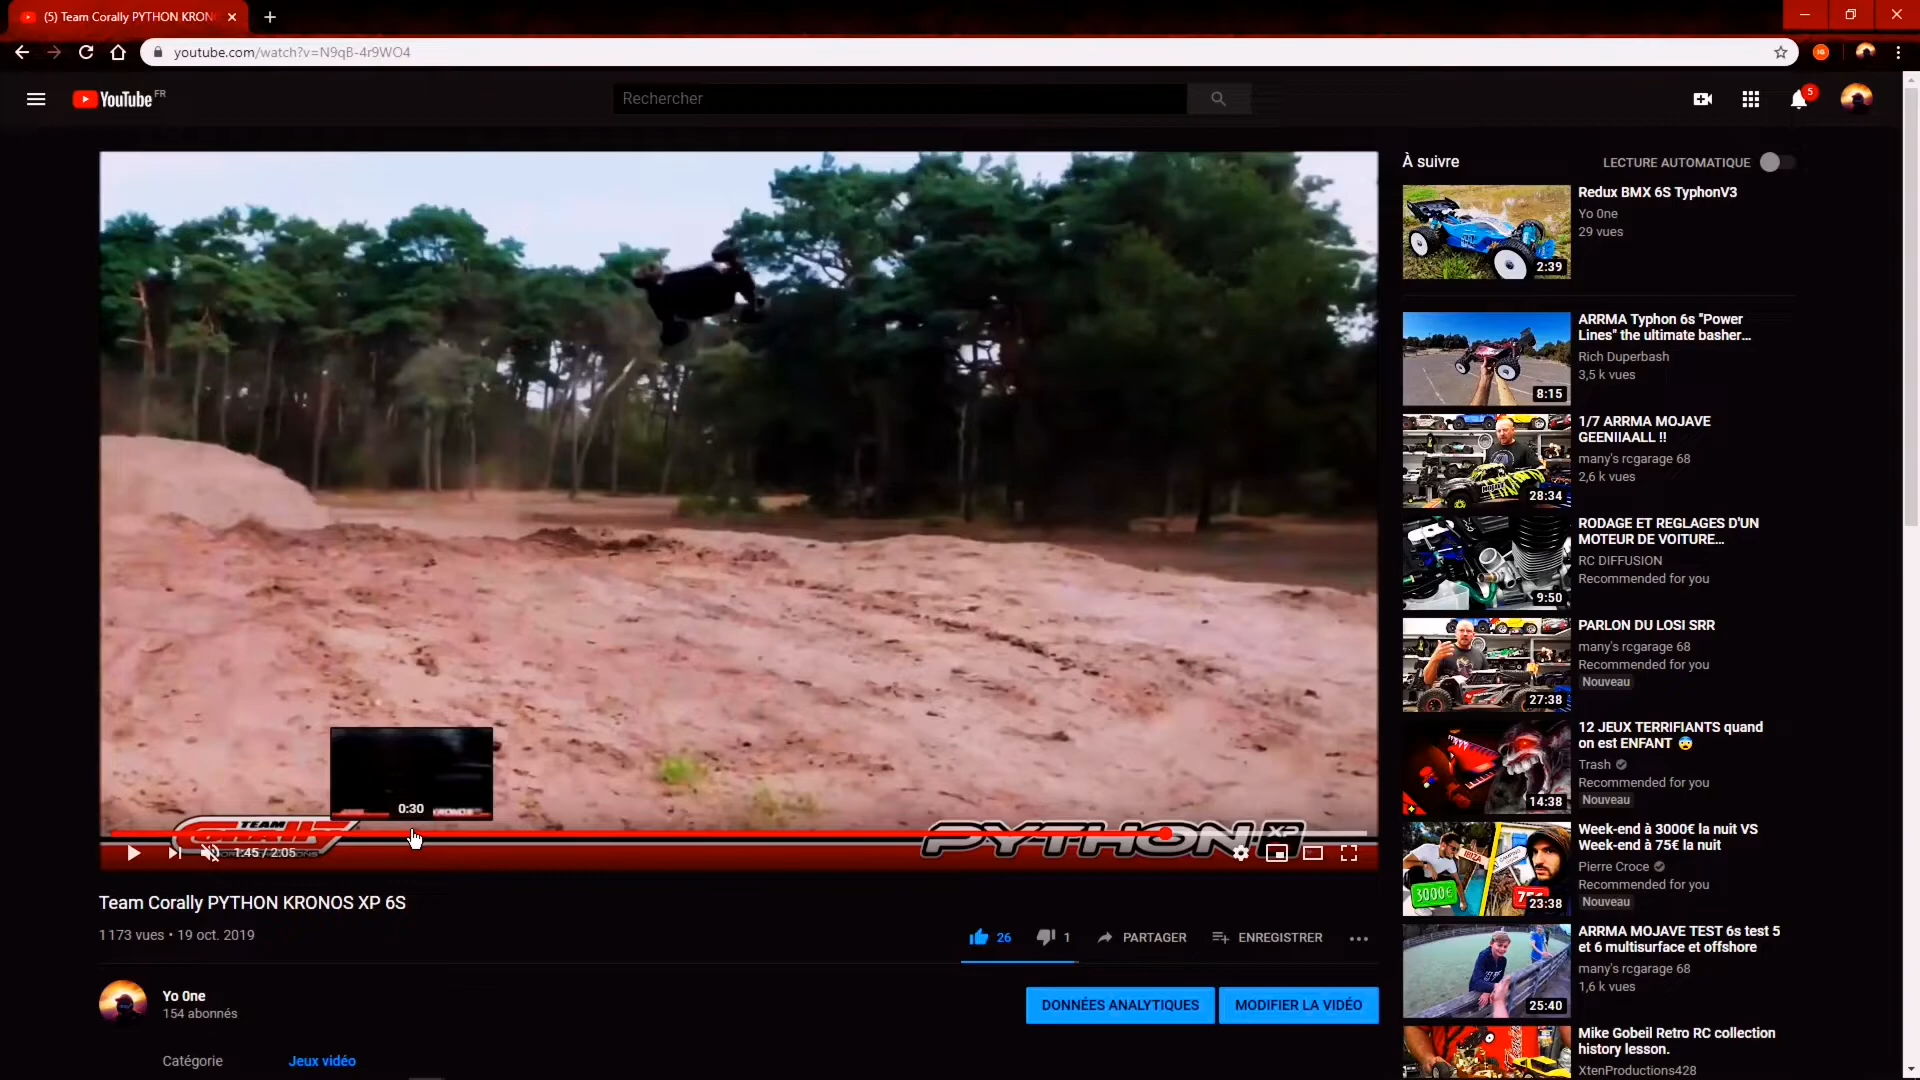 (5) Team Corally PYTHON KRON
youtube.com/watch?v=N9qB-4r9WO4
YouTube FR
Rechercher
5
À suivre
LECTURE AUTOMATIQUE
Redux BMX 6S TyphonV3
Yo 0ne
29 vues
2:39
ARRMA Typhon 6s "Power
Lines" the ultimate basher...
Rich Duperbash
3,5 k vues
8:15
1/7 ARRMA MOJAVE
GEENIIAALL !!
many's rcgarage 68
2,6 k vues
28:34
RODAGE ET REGLAGES D'UN
MOTEUR DE VOITURE...
RC DIFFUSION
Recommended for you
9:50
PARLON DU LOSI SRR
many's rcgarage 68
Recommended for you
Nouveau
27:38
12 JEUX TERRIFIANTS quand
on est ENFANT 😨
Trash
Recommended for you
Nouveau
14:38
Week-end à 3000€ la nuit VS
Week-end à 75€ la nuit
Pierre Croce
Recommended for you
Nouveau
IBIZA
CAMPING
3000€
23:38
ARRMA MOJAVE TEST 6s test 5
et 6 multisurface et offshore
many's rcgarage 68
1,6 k vues
25:40
Mike Gobeil Retro RC collection
history lesson.
XtenProductions428
0:30
KRONOS
TEAM
Corally
PYTHON XP
1:45 / 2:05
Team Corally PYTHON KRONOS XP 6S
1 173 vues • 19 oct. 2019
26
1
PARTAGER
ENREGISTRER
Yo 0ne
154 abonnés
DONNÉES ANALYTIQUES
MODIFIER LA VIDÉO
Catégorie
Jeux vidéo